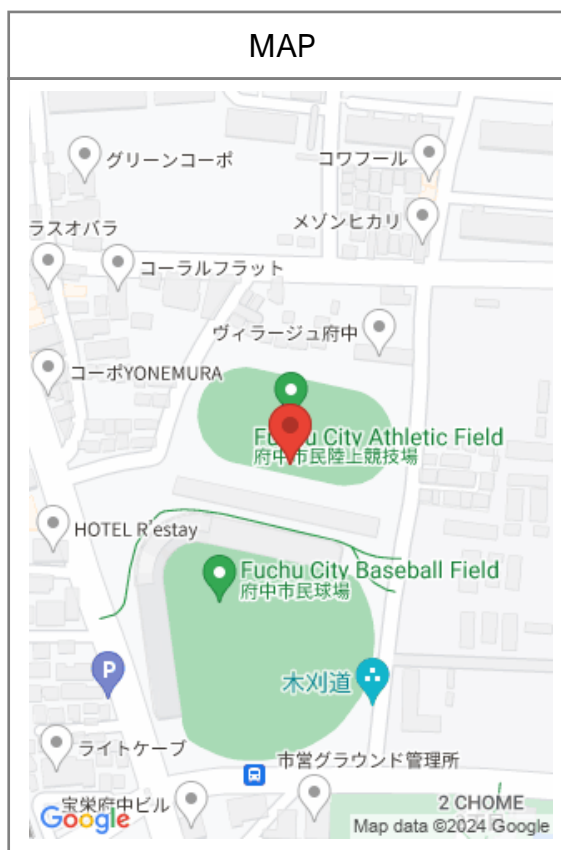 MAP
グリーンコーポ
コワフール
メゾンヒカリ
ラスオバラ
コーラルフラット
ヴィラージュ府中
コーポYONEMURA
Fuchu City Athletic Field
府中市民陸上競技場
HOTEL R'estay
Fuchu City Baseball Field
府中市民球場
P
木刈道
ライトケーブ
市営グラウンド管理所
宝栄府中ビル
2 CHOME
Google
Map data ©2024 Google